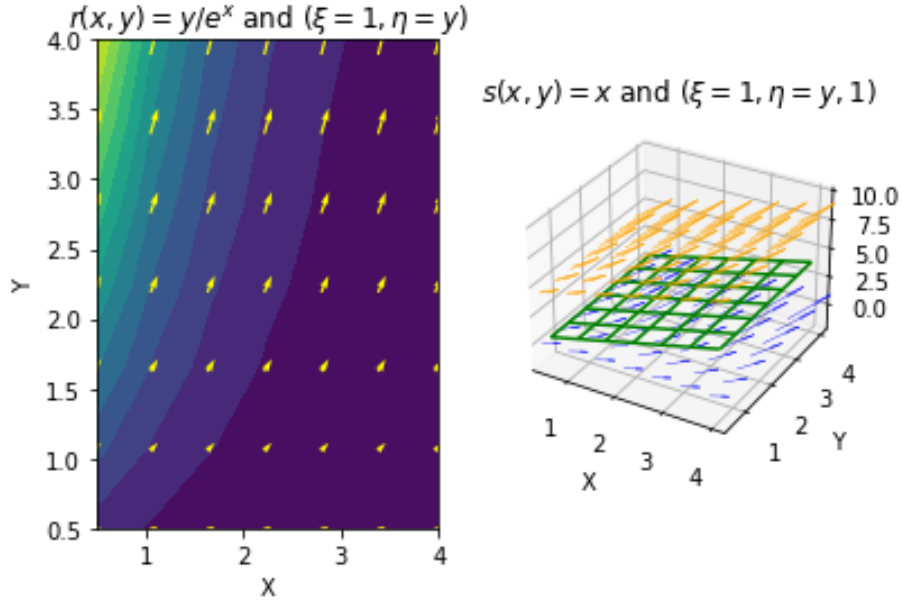 r(x, y) = y/e^x and (ξ = 1, η = y)
4.0
3.5
3.0
2.5
2.0
1.5
1.0
0.5
Y
1 2 3 4
X
s(x, y) = x and (ξ = 1, η = y, 1)
10.0
7.5
5.0
2.5
0.0
1 2 3 4
X
4
3
2
1
Y